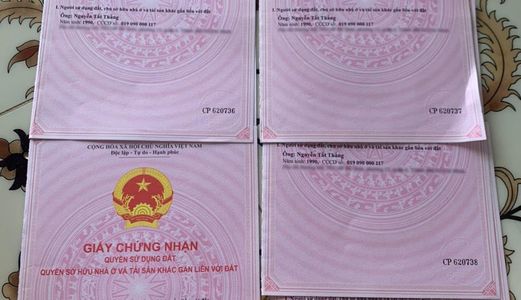 I. Người sử dụng đất, chủ sở hữu nhà ở và tài sản khác gắn liền với đất
Ông: Nguyễn Tất Thắng
Năm sinh: 1990, CCCD số: 019 090 000 117
CP 620736
I. Người sử dụng đất, chủ sở hữu nhà ở và tài sản khác gắn liền với đất
Ông: Nguyễn Tất Thắng
Năm sinh: 1990, CCCD số: 019 090 000 117
CP 620737
CỘNG HÒA XÃ HỘI CHỦ NGHĨA VIỆT NAM
Độc lập - Tự do - Hạnh phúc
GIẤY CHỨNG NHẬN
QUYỀN SỬ DỤNG ĐẤT
QUYỀN SỞ HỮU NHÀ Ở VÀ TÀI SẢN KHÁC GẮN LIỀN VỚI ĐẤT
I. Người sử dụng đất, chủ sở hữu nhà ở và tài sản khác gắn liền với đất
Ông: Nguyễn Tất Thắng
Năm sinh: 1990, CCCD số: 019 090 000 117
CP 620738